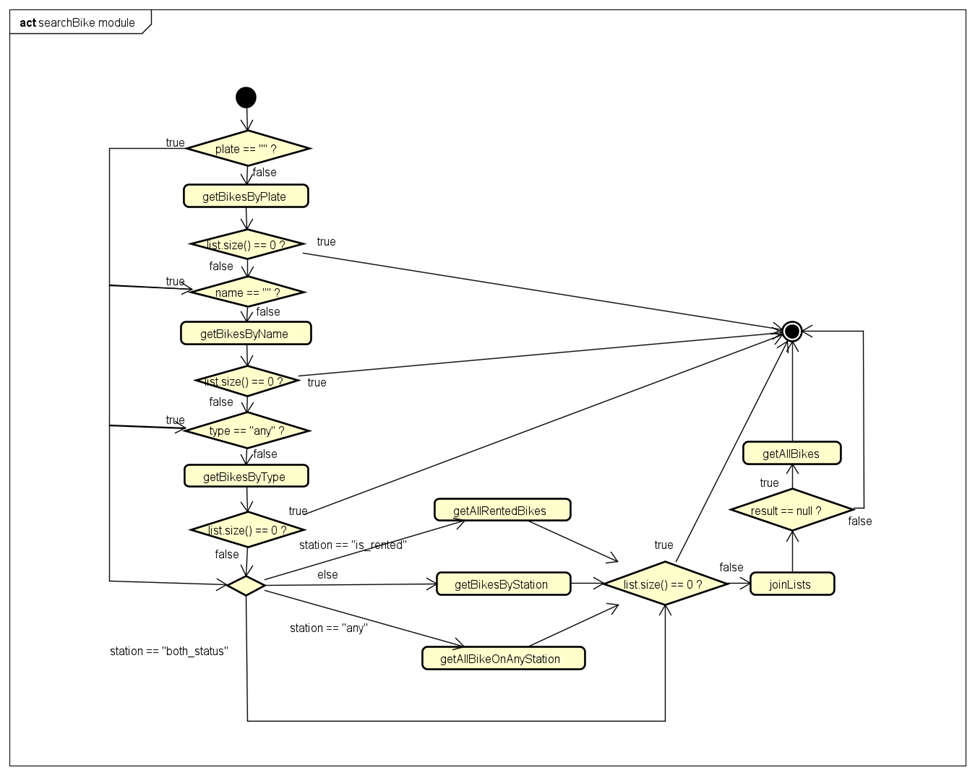 act searchBike module
true
plate == "" ?
false
getBikesByPlate
list.size() == 0 ?
true
false
true
name == "" ?
false
getBikesByName
list.size() == 0 ?
true
false
true
type == "any" ?
false
getBikesByType
getAllBikes
true
true
getAllRentedBikes
result == null ?
false
list.size() == 0 ?
station == "is_rented"
true
false
else
false
getBikesByStation
list.size() == 0 ?
joinLists
station == "any"
station == "both_status"
getAllBikeOnAnyStation